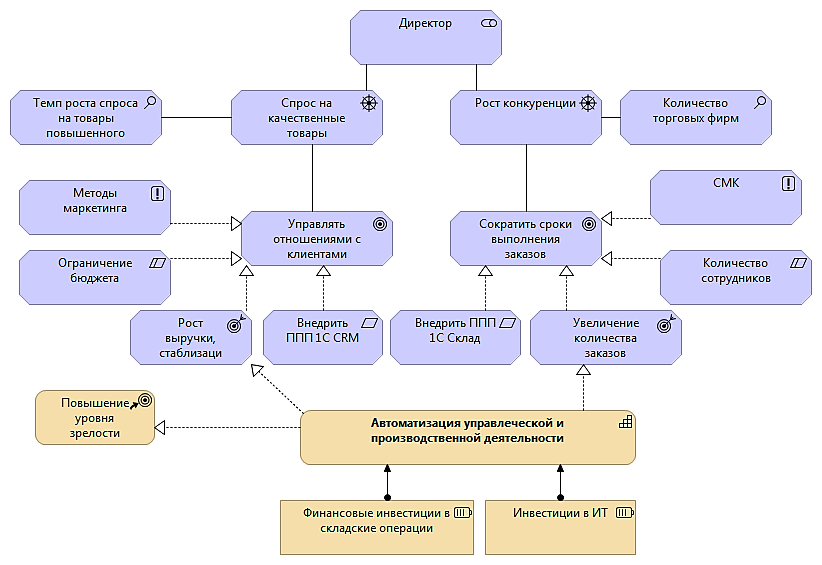 Директор
Темп роста спроса
на товары
повышенного
Спрос на
качественные
товары
Рост конкуренции
Количество
торговых фирм
Методы
маркетинга
СМК
Управлять
отношениями с
клиентами
Сократить сроки
выполнения
заказов
Ограничение
бюджета
Количество
сотрудников
Рост
выручки,
стаблизаци
Внедрить
ППП 1С CRM
Внедрить ППП
1С Склад
Увеличение
количества
заказов
Повышение
уровня
зрелости
Автоматизация управлеческой и
производственной деятельности
Финансовые инвестиции в
складские операции
Инвестиции в ИТ